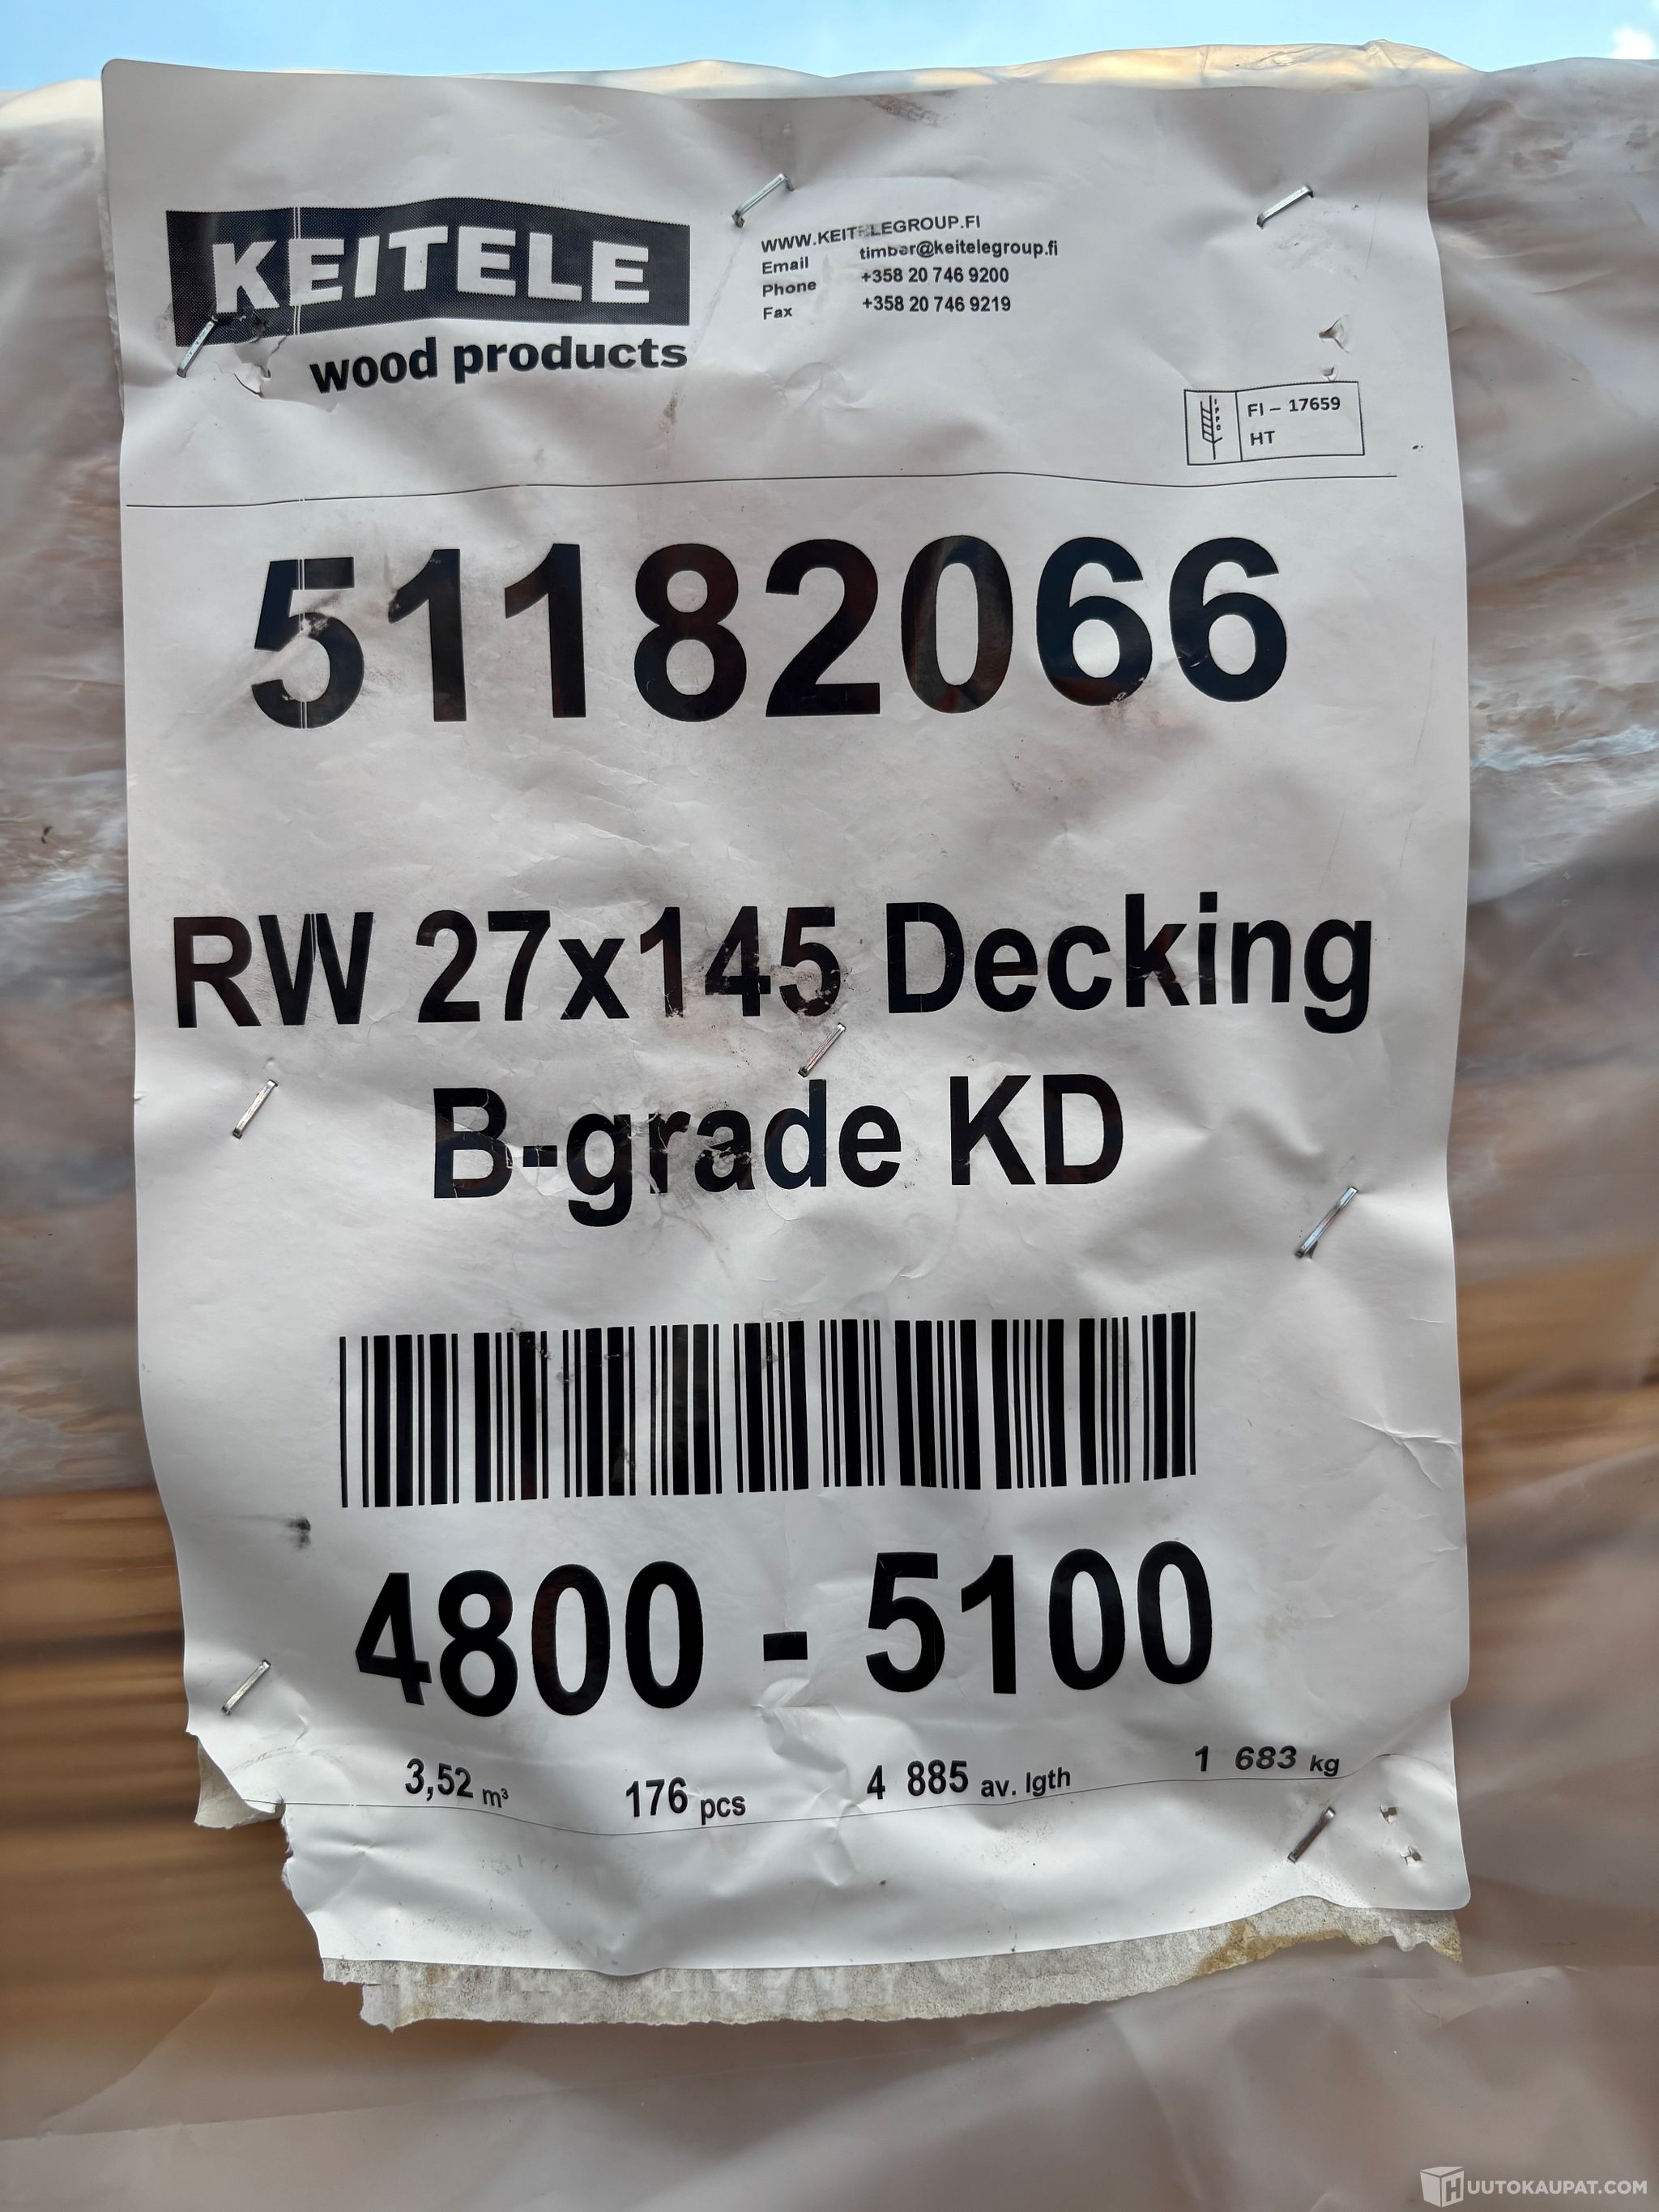 KEITELE
wood products
WWW.KEITELEGROUP.FI
Email timber@keitelegroup.fi
Phone +358 20 746 9200
Fax +358 20 746 9219
IPPC
FI – 17659
HT
51182066
RW 27x145 Decking
B-grade KD
4800 - 5100
3,52 m³ 176 pcs 4 885 av. lgth 1 683 kg
HUUTOKAUPAT.COM